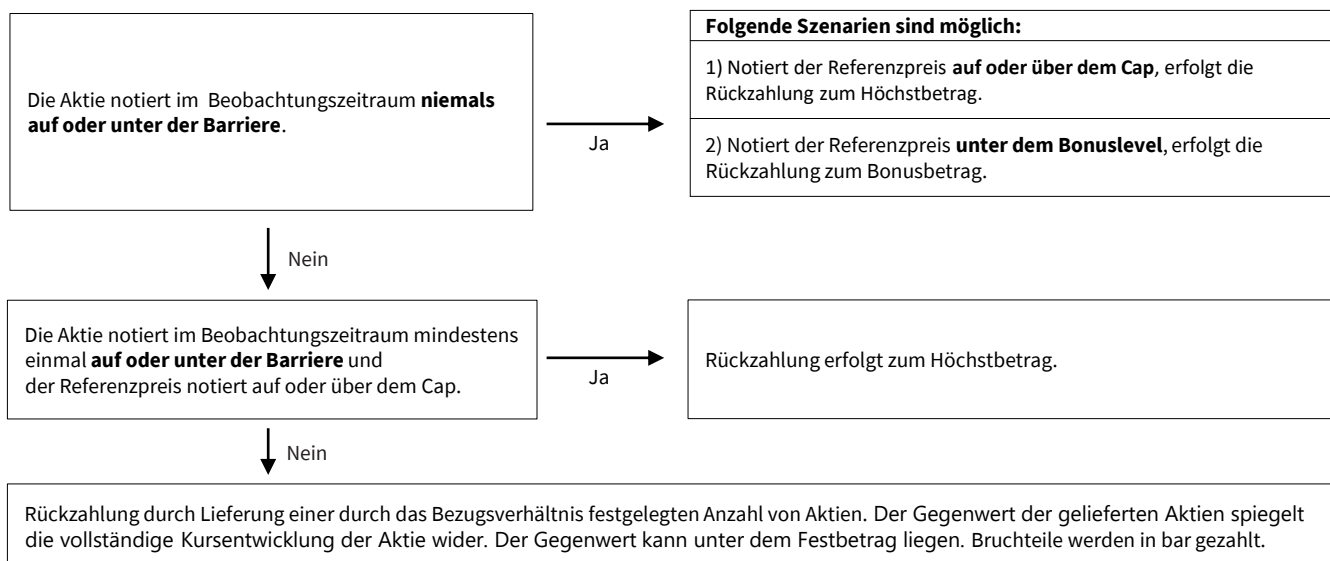 Die Aktie notiert im Beobachtungszeitraum niemals
auf oder unter der Barriere.
Ja
Folgende Szenarien sind möglich:
1) Notiert der Referenzpreis auf oder über dem Cap, erfolgt die
Rückzahlung zum Höchstbetrag.
2) Notiert der Referenzpreis unter dem Bonuslevel, erfolgt die
Rückzahlung zum Bonusbetrag.
Nein
Die Aktie notiert im Beobachtungszeitraum mindestens
einmal auf oder unter der Barriere und
der Referenzpreis notiert auf oder über dem Cap.
Ja
Rückzahlung erfolgt zum Höchstbetrag.
Nein
Rückzahlung durch Lieferung einer durch das Bezugsverhältnis festgelegten Anzahl von Aktien. Der Gegenwert der gelieferten Aktien spiegelt
die vollständige Kursentwicklung der Aktie wider. Der Gegenwert kann unter dem Festbetrag liegen. Bruchteile werden in bar gezahlt.